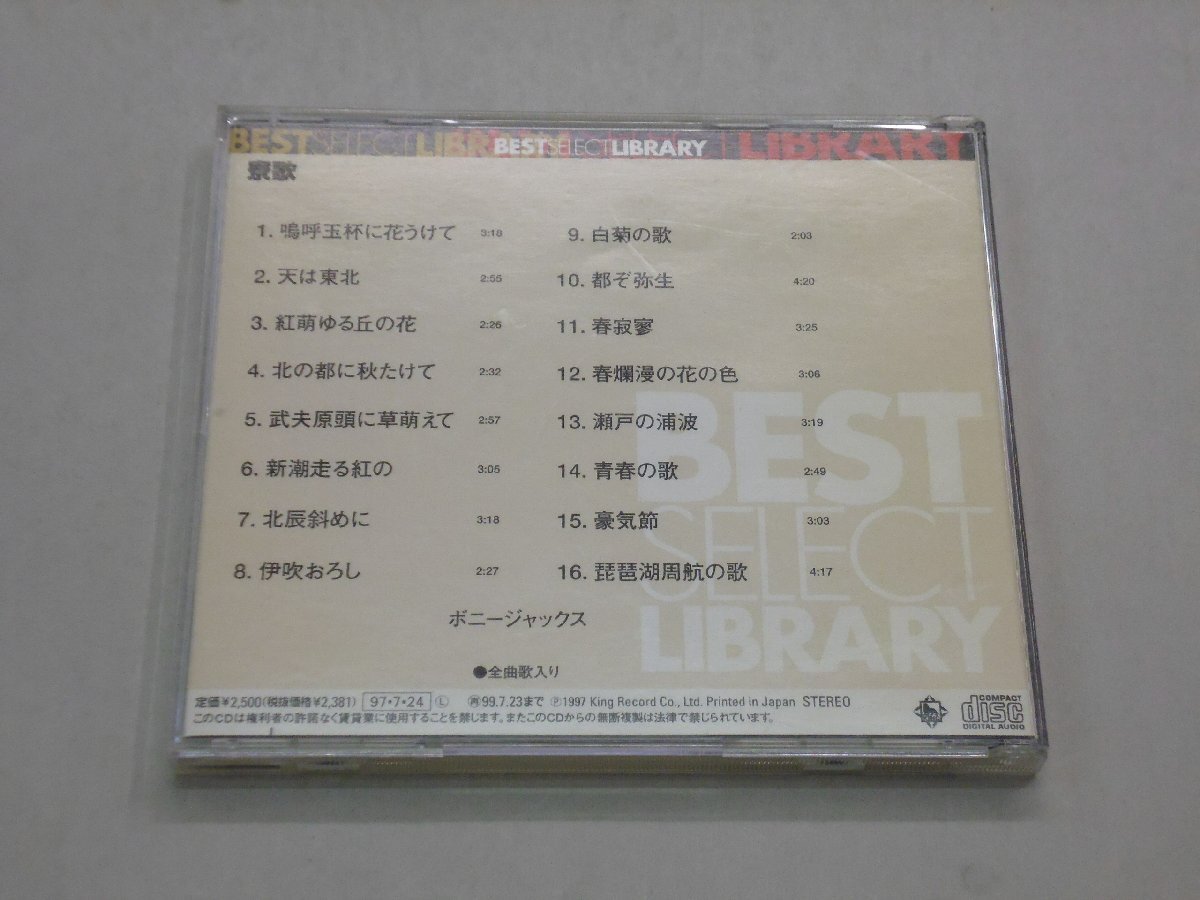 BESTSELECTLIBR BESTSELECTLIBRARY LIBRARY
1. 嗚呼玉杯に花うけて 3:18
2. 天は東北 2:55
3. 紅萌ゆる丘の花 2:26
4. 北の都に秋たけて 2:32
5. 武夫原頭に草萌えて 2:57
6. 新潮走る紅の 3:05
7. 北辰斜めに 3:18
8. 伊吹おろし 2:27
9. 白菊の歌 2:03
10. 都ぞ弥生 4:20
11. 春寂寥 3:25
12. 春爛漫の花の色 3:06
13. 瀬戸の浦波 3:19
14. 青春の歌 2:49
15. 豪気節 3:03
16. 琵琶湖周航の歌 4:17
BEST
SELECT
LIBRARY
ボニージャックス
●全曲歌入り
定価¥2,500(税抜価格¥2,381) 97・7・24 Ⓛ ㊢99.7.23まで Ⓟ1997 King Record Co., Ltd. Printed in Japan STEREO
このCDは権利者の許諾なく賃貸業に使用することを禁じます。またこのCDからの無断複製は法律で禁じられています。
COMPACT
disc
DIGITAL AUDIO